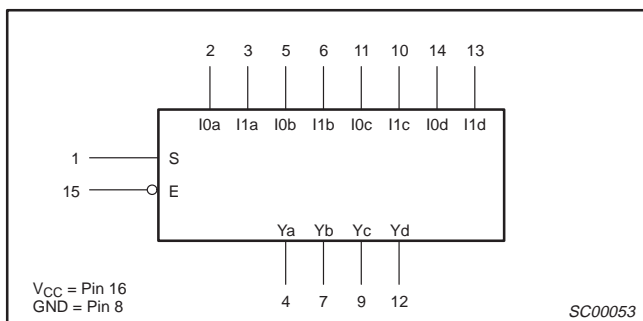 2 3 5 6 11 10 14 13
I0a I1a I0b I1b I0c I1c I0d I1d
1 S
15 E
Ya Yb Yc Yd
4 7 9 12
VCC = Pin 16
GND = Pin 8
SC00053